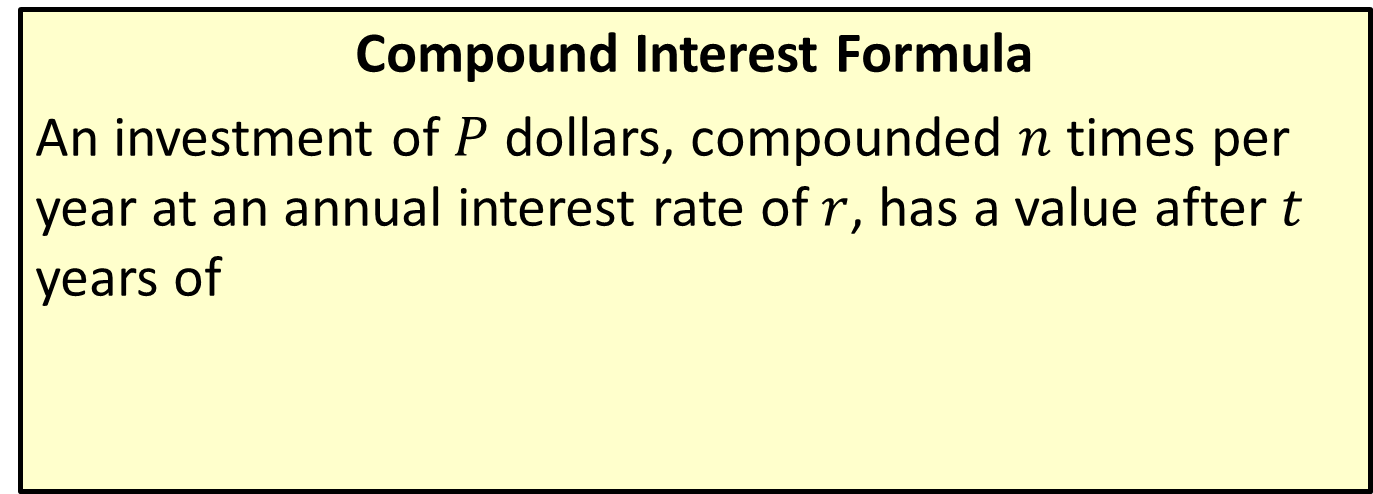 Compound Interest Formula
An investment of P dollars, compounded n times per
year at an annual interest rate of r, has a value after t
years of